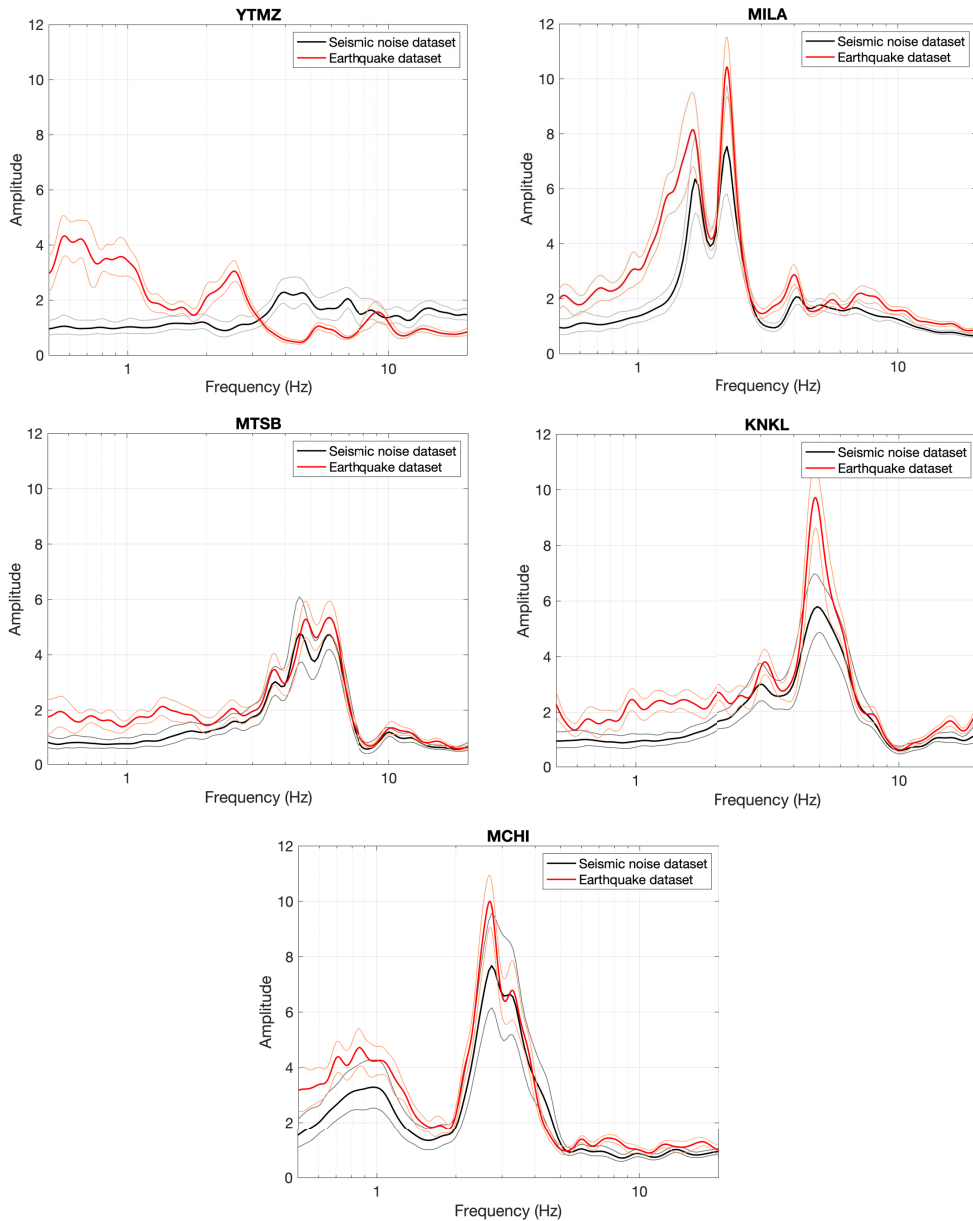 YTMZ
12
10
8
6
4
2
0
Amplitude
1
10
Frequency (Hz)
Seismic noise dataset
Earthquake dataset
MILA
12
10
8
6
4
2
0
Amplitude
1
10
Frequency (Hz)
Seismic noise dataset
Earthquake dataset
MTSB
12
10
8
6
4
2
0
Amplitude
1
10
Frequency (Hz)
Seismic noise dataset
Earthquake dataset
KNKL
12
10
8
6
4
2
0
Amplitude
1
10
Frequency (Hz)
Seismic noise dataset
Earthquake dataset
MCHI
12
10
8
6
4
2
0
Amplitude
1
10
Frequency (Hz)
Seismic noise dataset
Earthquake dataset